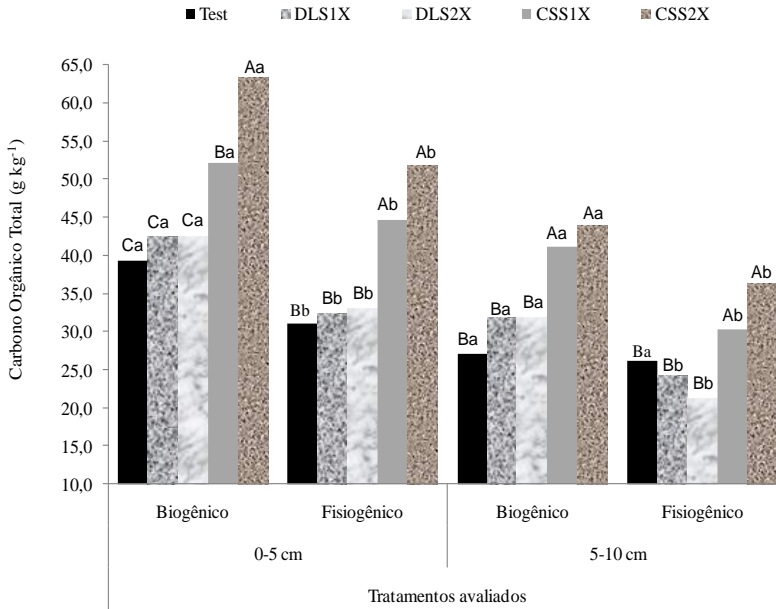 Test DLS1X DLS2X CSS1X CSS2X
Carbono Orgânico Total (g kg-1)
65,0
60,0
55,0
50,0
45,0
40,0
35,0
30,0
25,0
20,0
15,0
10,0
Ca Ca Ca Ba Aa
Bb Bb Bb Ab Ab
Ba Ba Ba Aa Aa
Ba Bb Bb Ab Ab
Biogênico Fisiogênico Biogênico Fisiogênico
0-5 cm 5-10 cm
Tratamentos avaliados